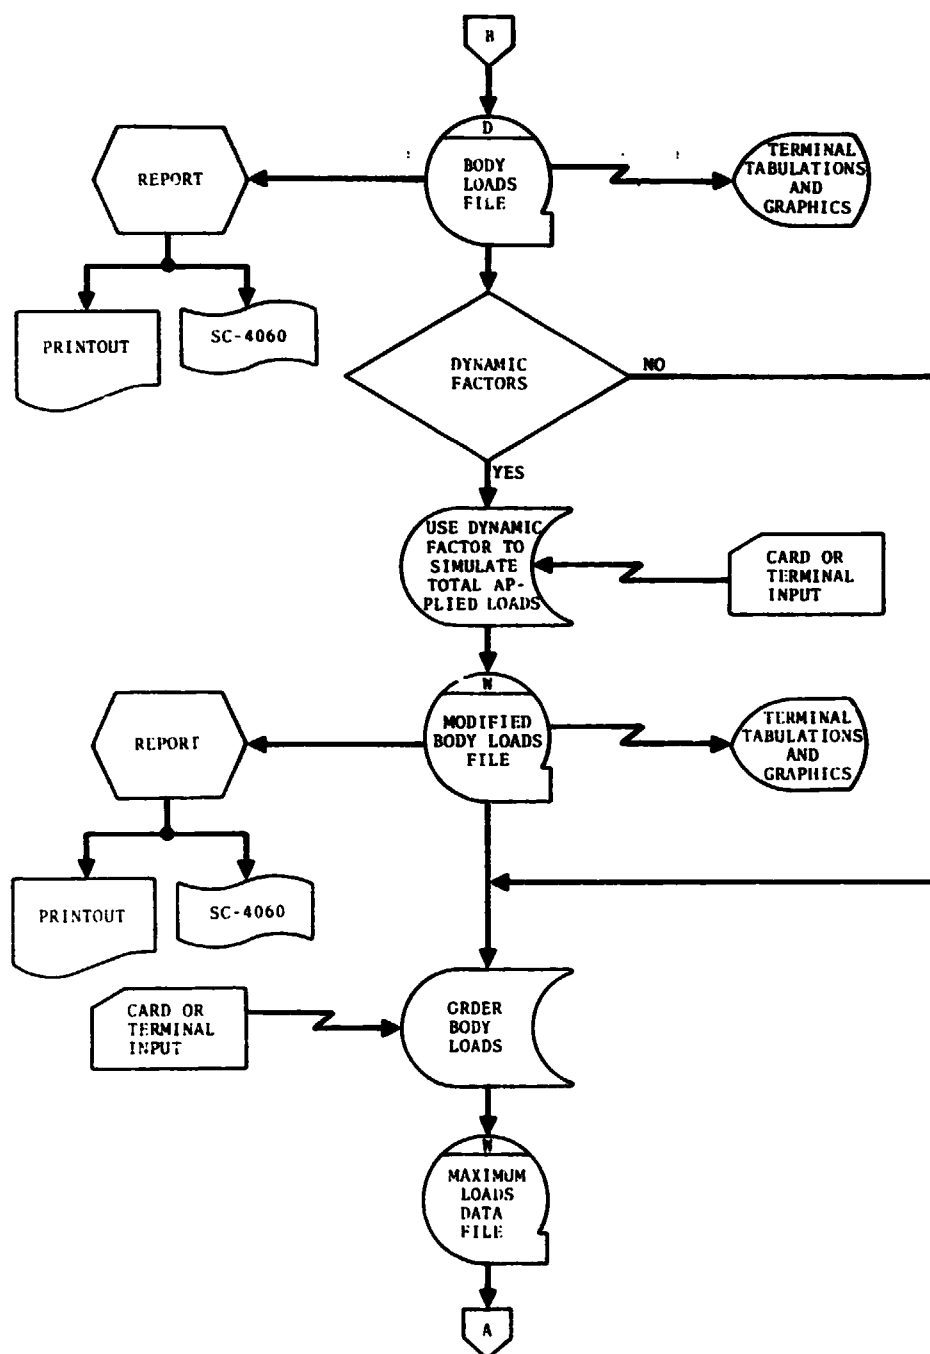 B
D
BODY
LOADS
FILE
TERMINAL
TABULATIONS
AND
GRAPHICS
REPORT
PRINTOUT
SC-4060
DYNAMIC
FACTORS
NO
YES
USE DYNAMIC
FACTOR TO
SIMULATE
TOTAL AP-
PLIED LOADS
CARD OR
TERMINAL
INPUT
W
MODIFIED
BODY LOADS
FILE
TERMINAL
TABULATIONS
AND
GRAPHICS
REPORT
PRINTOUT
SC-4060
CARD OR
TERMINAL
INPUT
GRDER
BODY
LOADS
W
MAXIMUM
LOADS
DATA
FILE
A